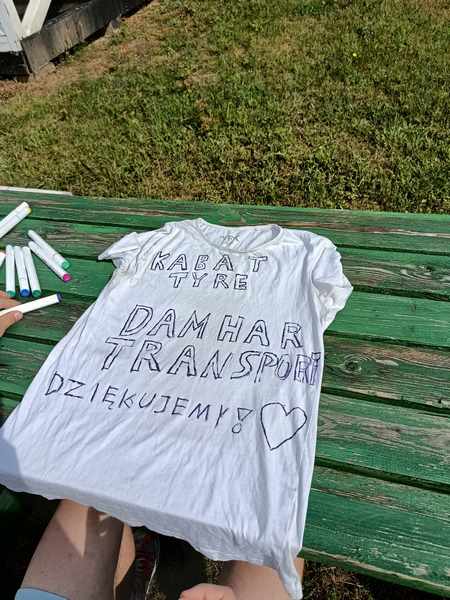 KABAT
TYRE
DAMHAR
TRANSPORT
DZIĘKUJEMY!